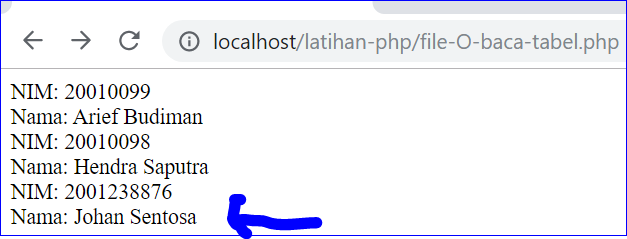 localhost/latihan-php/file-O-baca-tabel.php
NIM: 20010099
Nama: Arief Budiman
NIM: 20010098
Nama: Hendra Saputra
NIM: 2001238876
Nama: Johan Sentosa